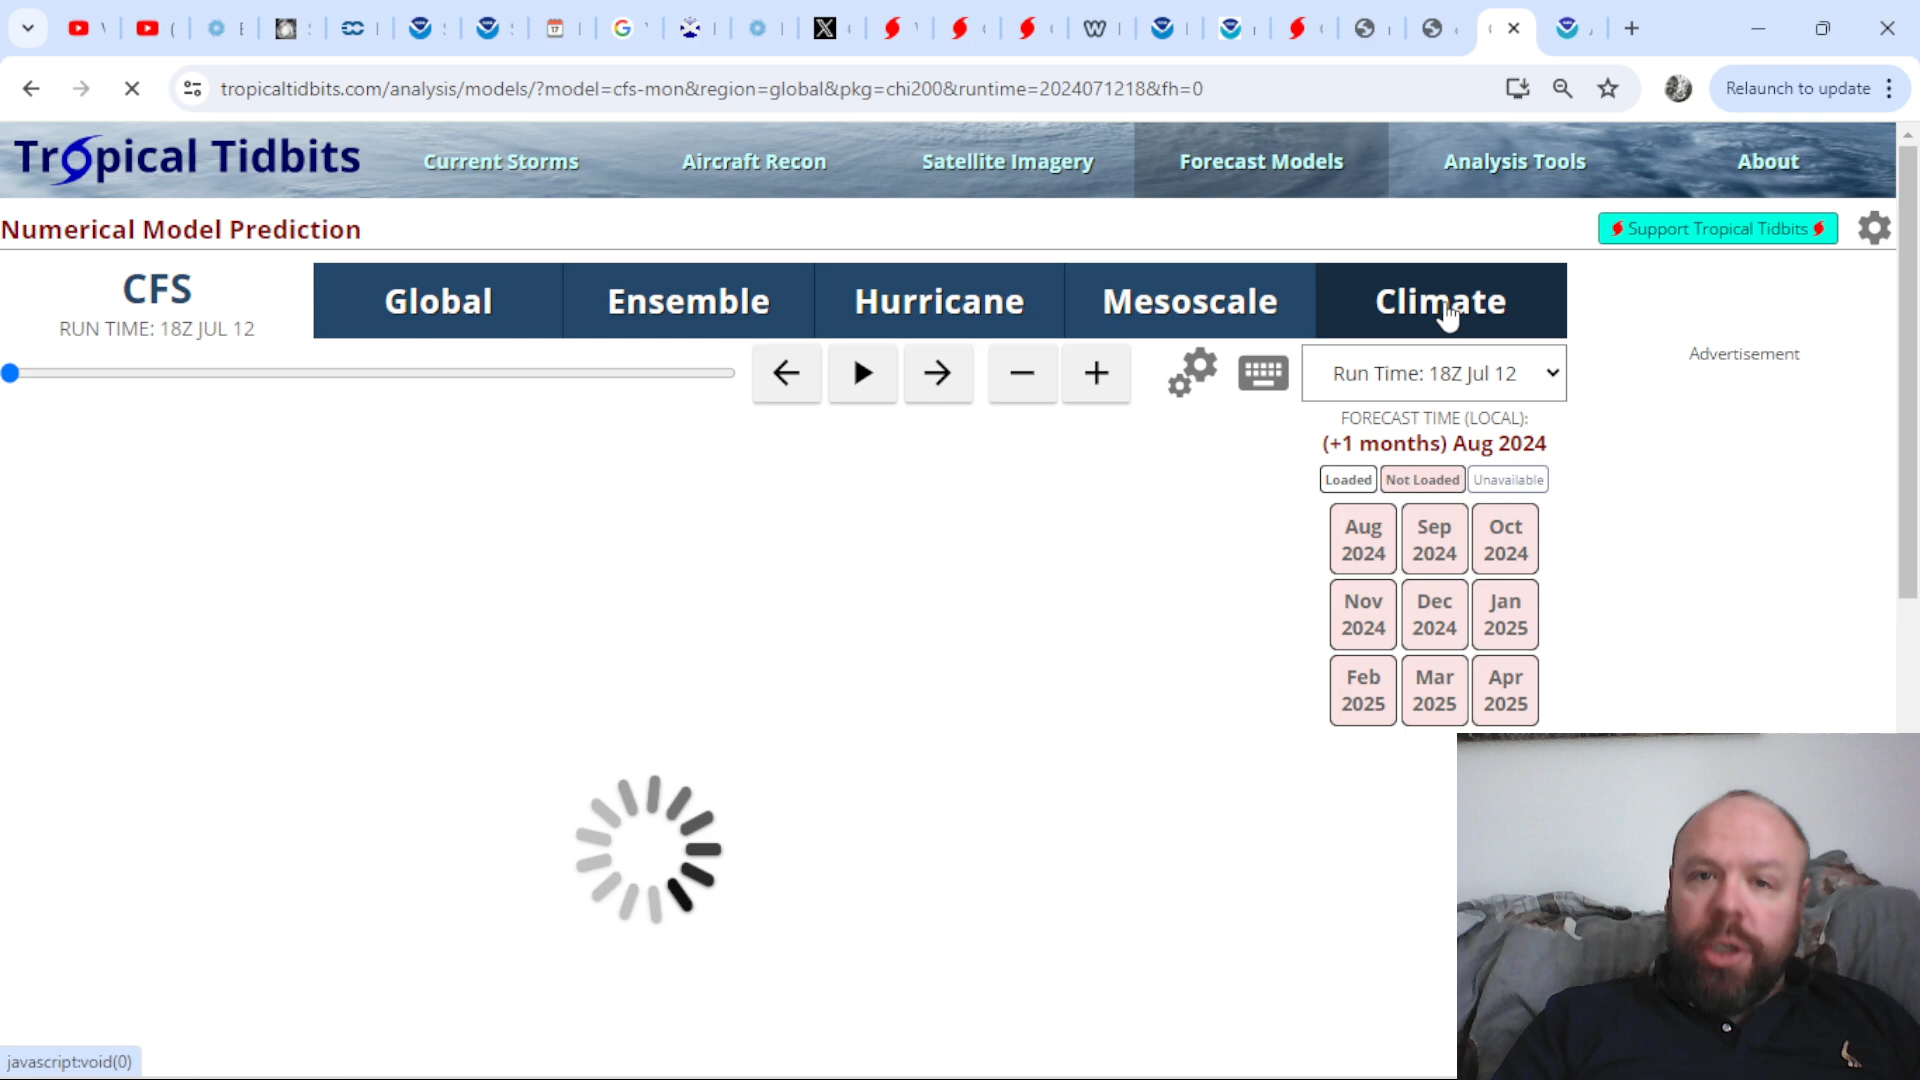 tropicaltidbits.com/analysis/models/?model=cfs-mon&region=global&pkg=chi200&runtime=2024071218&fh=0
Relaunch to update
Tropical Tidbits
Current Storms
Aircraft Recon
Satellite Imagery
Forecast Models
Analysis Tools
About
Numerical Model Prediction
Support Tropical Tidbits
CFS
RUN TIME: 18Z JUL 12
Global
Ensemble
Hurricane
Mesoscale
Climate
Run Time: 18Z Jul 12
Advertisement
FORECAST TIME (LOCAL):
(+1 months) Aug 2024
Loaded
Not Loaded
Unavailable
Aug 2024
Sep 2024
Oct 2024
Nov 2024
Dec 2024
Jan 2025
Feb 2025
Mar 2025
Apr 2025
javascript:void(0)